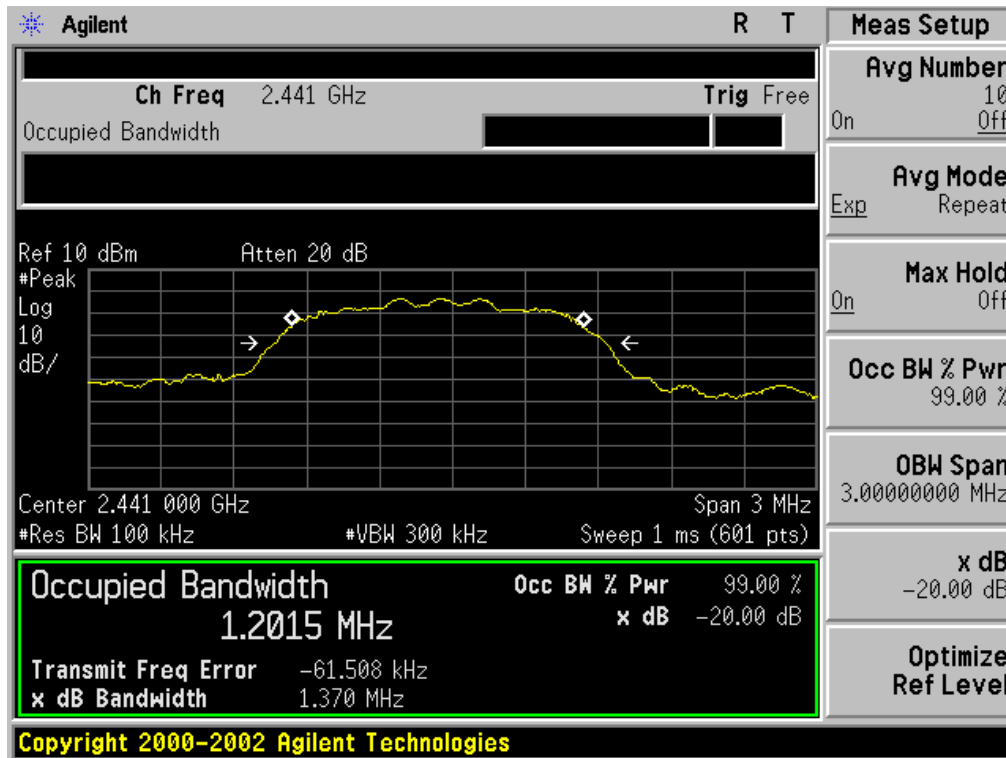 Agilent R T
Ch Freq 2.441 GHz Trig Free
Occupied Bandwidth
Ref 10 dBm Atten 20 dB
#Peak
Log
10
dB/
Center 2.441 000 GHz Span 3 MHz
#Res BW 100 kHz #VBW 300 kHz Sweep 1 ms (601 pts)
Occupied Bandwidth Occ BW % Pwr 99.00 %
1.2015 MHz x dB -20.00 dB
Transmit Freq Error -61.508 kHz
x dB Bandwidth 1.370 MHz
Copyright 2000-2002 Agilent Technologies
Meas Setup
Avg Number
10
On Off
Avg Mode
Exp Repeat
Max Hold
On Off
Occ BW % Pwr
99.00 %
OBW Span
3.00000000 MHz
x dB
-20.00 dB
Optimize
Ref Level